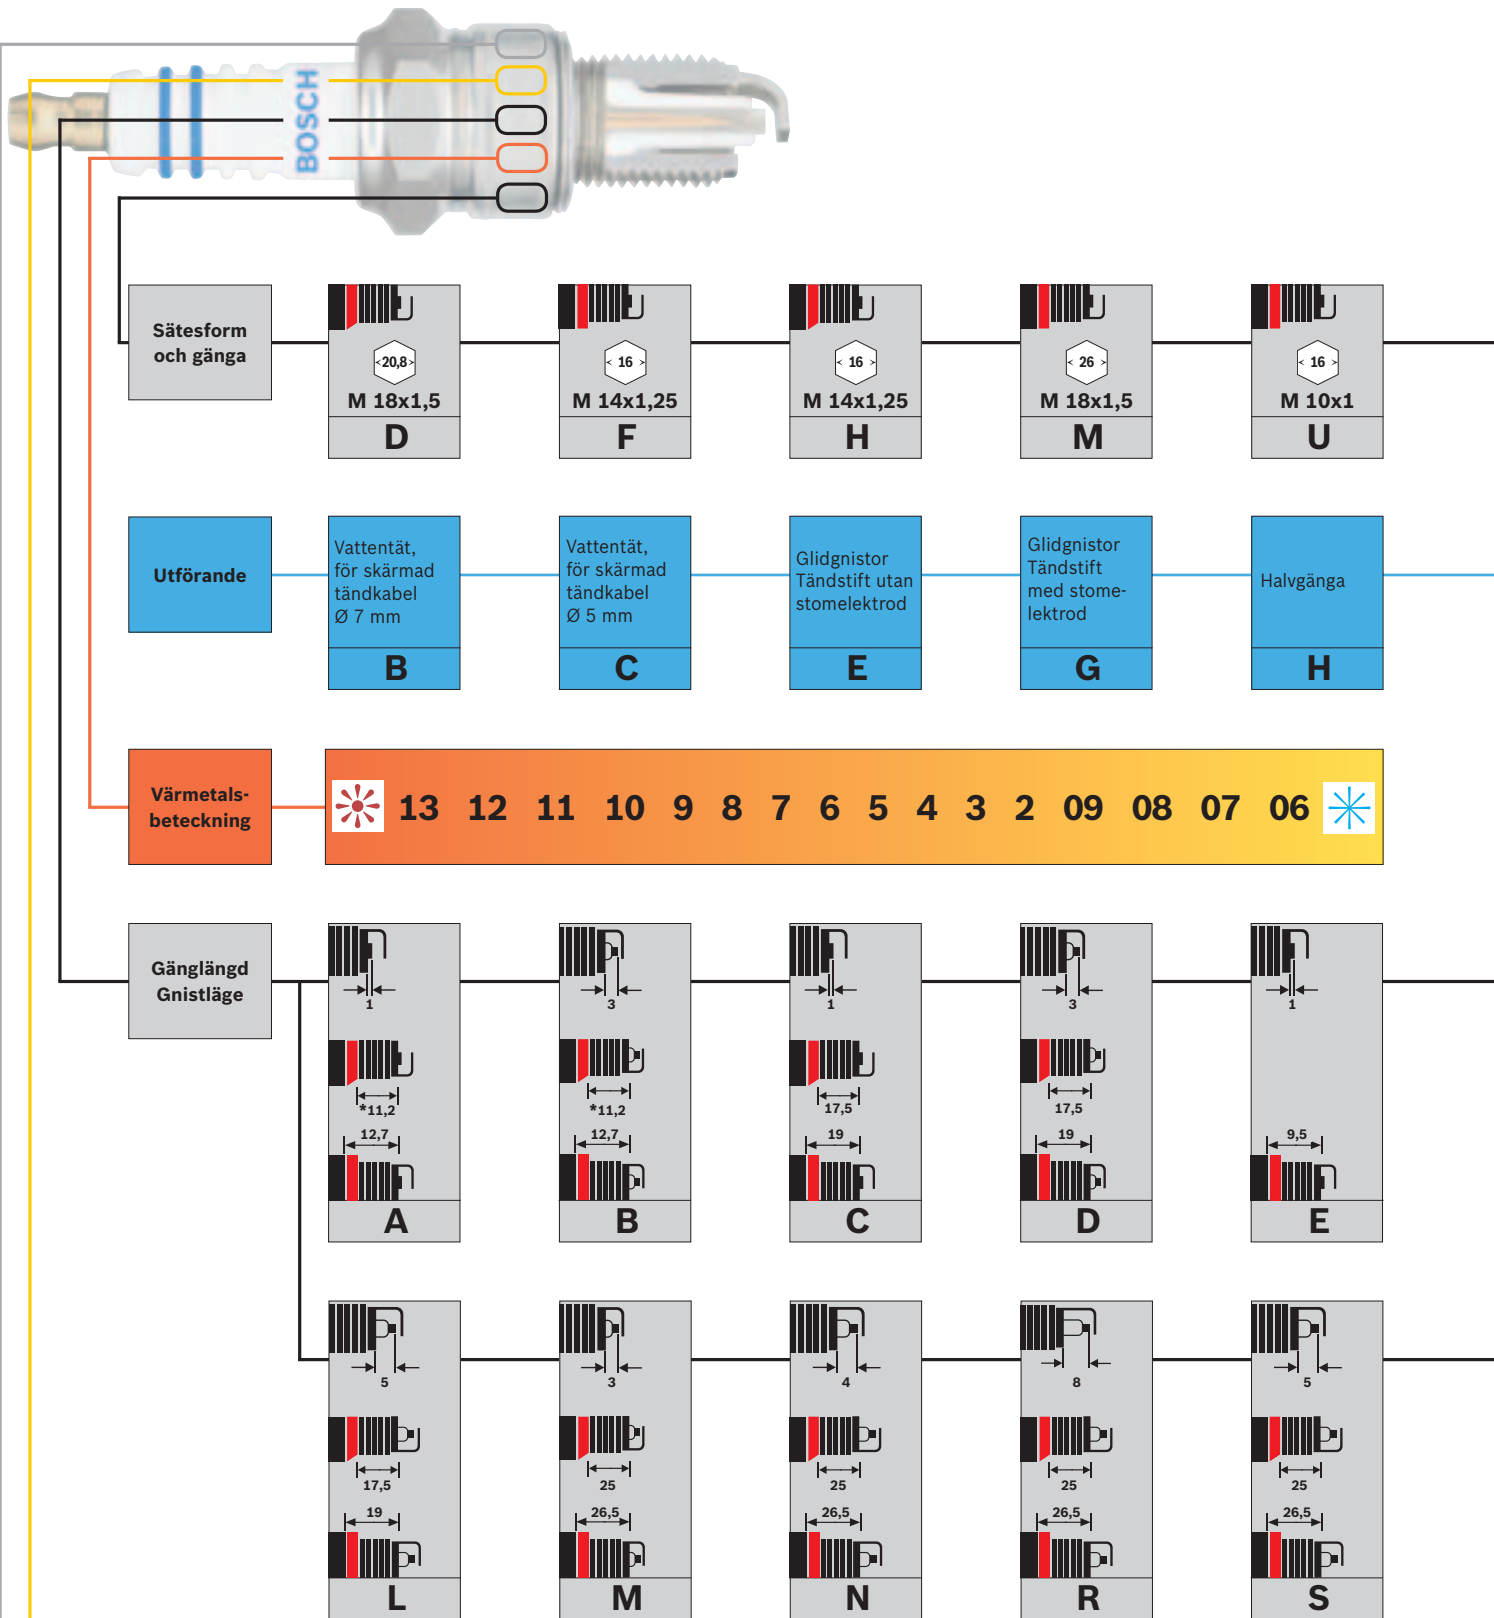 BOSCH
Sätesform
och gänga
20,8
M 18x1,5
D
16
M 14x1,25
F
16
M 14x1,25
H
26
M 18x1,5
M
16
M 10x1
U
Utförande
Vattentät,
för skärmad
tändkabel
Ø 7 mm
B
Vattentät,
för skärmad
tändkabel
Ø 5 mm
C
Glidgnistor
Tändstift utan
stomelektrod
E
Glidgnistor
Tändstift
med stome-
lektrod
G
Halvgänga
H
Värmetals-
beteckning
13 12 11 10 9 8 7 6 5 4 3 2 09 08 07 06
Gänglängd
Gnistläge
1
*11,2
12,7
A
3
*11,2
12,7
B
1
17,5
19
C
3
17,5
19
D
1
9,5
E
5
17,5
19
L
3
25
26,5
M
4
25
26,5
N
8
25
26,5
R
5
25
26,5
S